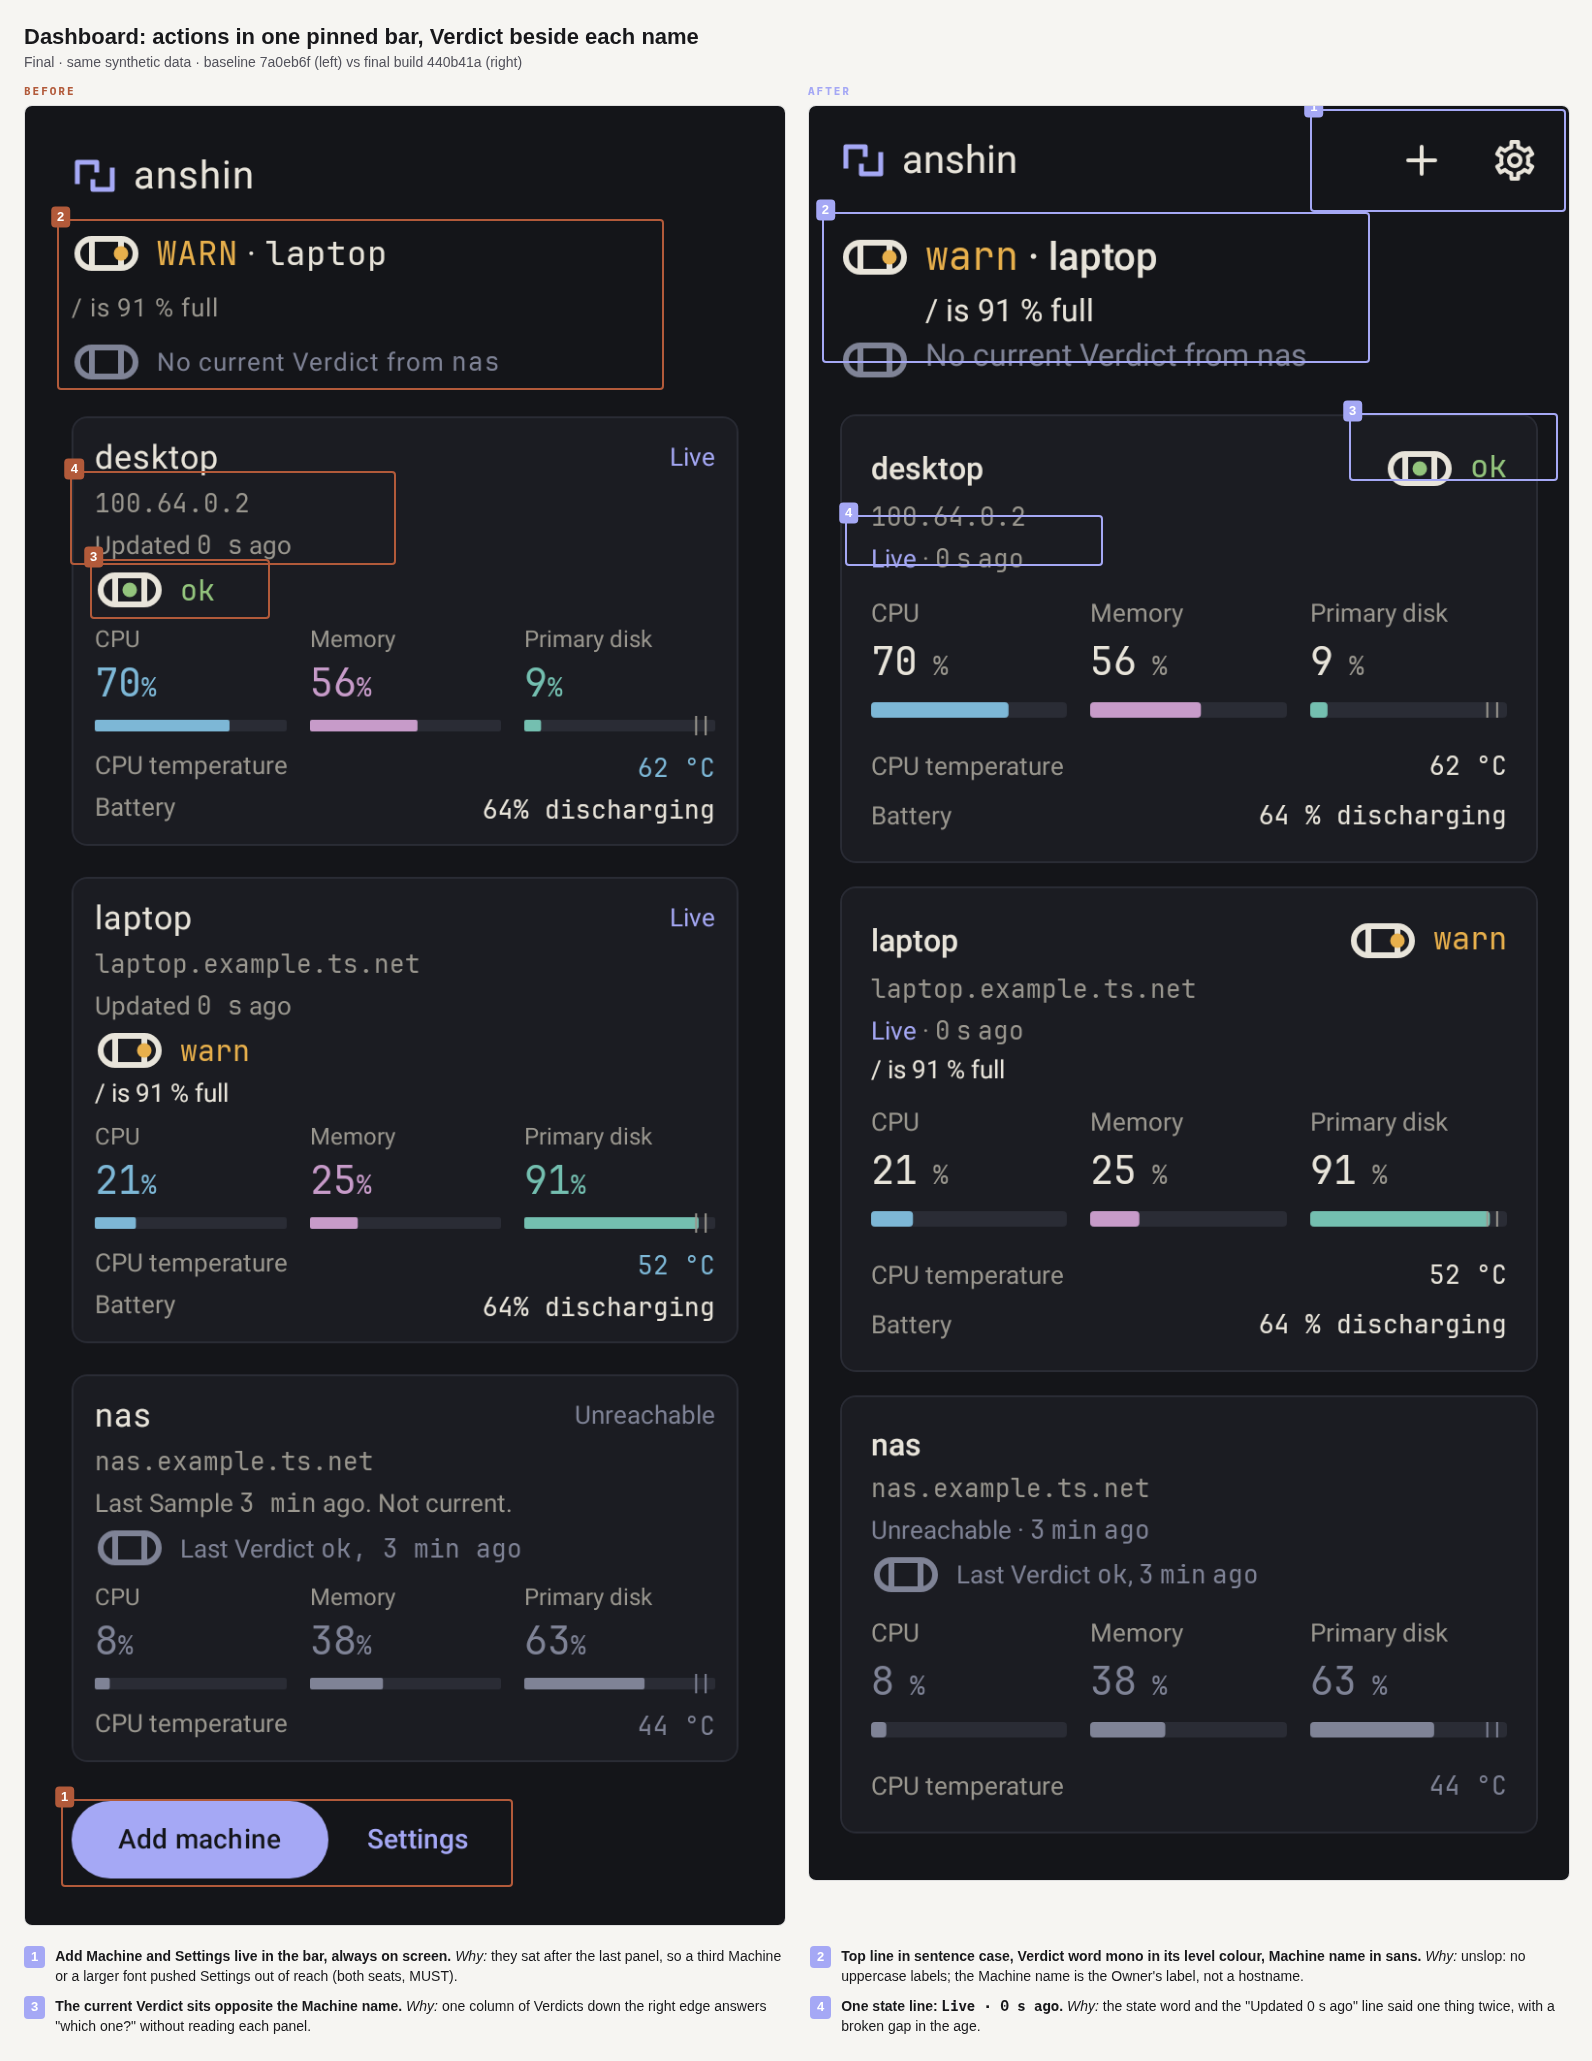 Dashboard: actions in one pinned bar, Verdict beside each name
Final · same synthetic data · baseline 7a0eb6f (left) vs final build 440b41a (right)
BEFORE
anshin
2
WARN · laptop
/ is 91 % full
No current Verdict from nas
desktop
Live
4
100.64.0.2
Updated 0 s ago
3
ok
CPU
Memory
Primary disk
70%
56%
9%
CPU temperature
62 °C
Battery
64% discharging
laptop
Live
laptop.example.ts.net
Updated 0 s ago
warn
/ is 91 % full
CPU
Memory
Primary disk
21%
25%
91%
CPU temperature
52 °C
Battery
64% discharging
nas
Unreachable
nas.example.ts.net
Last Sample 3 min ago. Not current.
Last Verdict ok, 3 min ago
CPU
Memory
Primary disk
8%
38%
63%
CPU temperature
44 °C
1
Add machine
Settings
AFTER
1
anshin
2
warn · laptop
/ is 91 % full
No current Verdict from nas
3
desktop
ok
4
100.64.0.2
Live · 0 s ago
CPU
Memory
Primary disk
70 %
56 %
9 %
CPU temperature
62 °C
Battery
64 % discharging
laptop
warn
laptop.example.ts.net
Live · 0 s ago
/ is 91 % full
CPU
Memory
Primary disk
21 %
25 %
91 %
CPU temperature
52 °C
Battery
64 % discharging
nas
nas.example.ts.net
Unreachable · 3 min ago
Last Verdict ok, 3 min ago
CPU
Memory
Primary disk
8 %
38 %
63 %
CPU temperature
44 °C
1
Add Machine and Settings live in the bar, always on screen. Why: they sat after the last panel, so a third Machine
or a larger font pushed Settings out of reach (both seats, MUST).
2
Top line in sentence case, Verdict word mono in its level colour, Machine name in sans. Why: unslop: no
uppercase labels; the Machine name is the Owner's label, not a hostname.
3
The current Verdict sits opposite the Machine name. Why: one column of Verdicts down the right edge answers
"which one?" without reading each panel.
4
One state line: Live · 0 s ago. Why: the state word and the "Updated 0 s ago" line said one thing twice, with a
broken gap in the age.